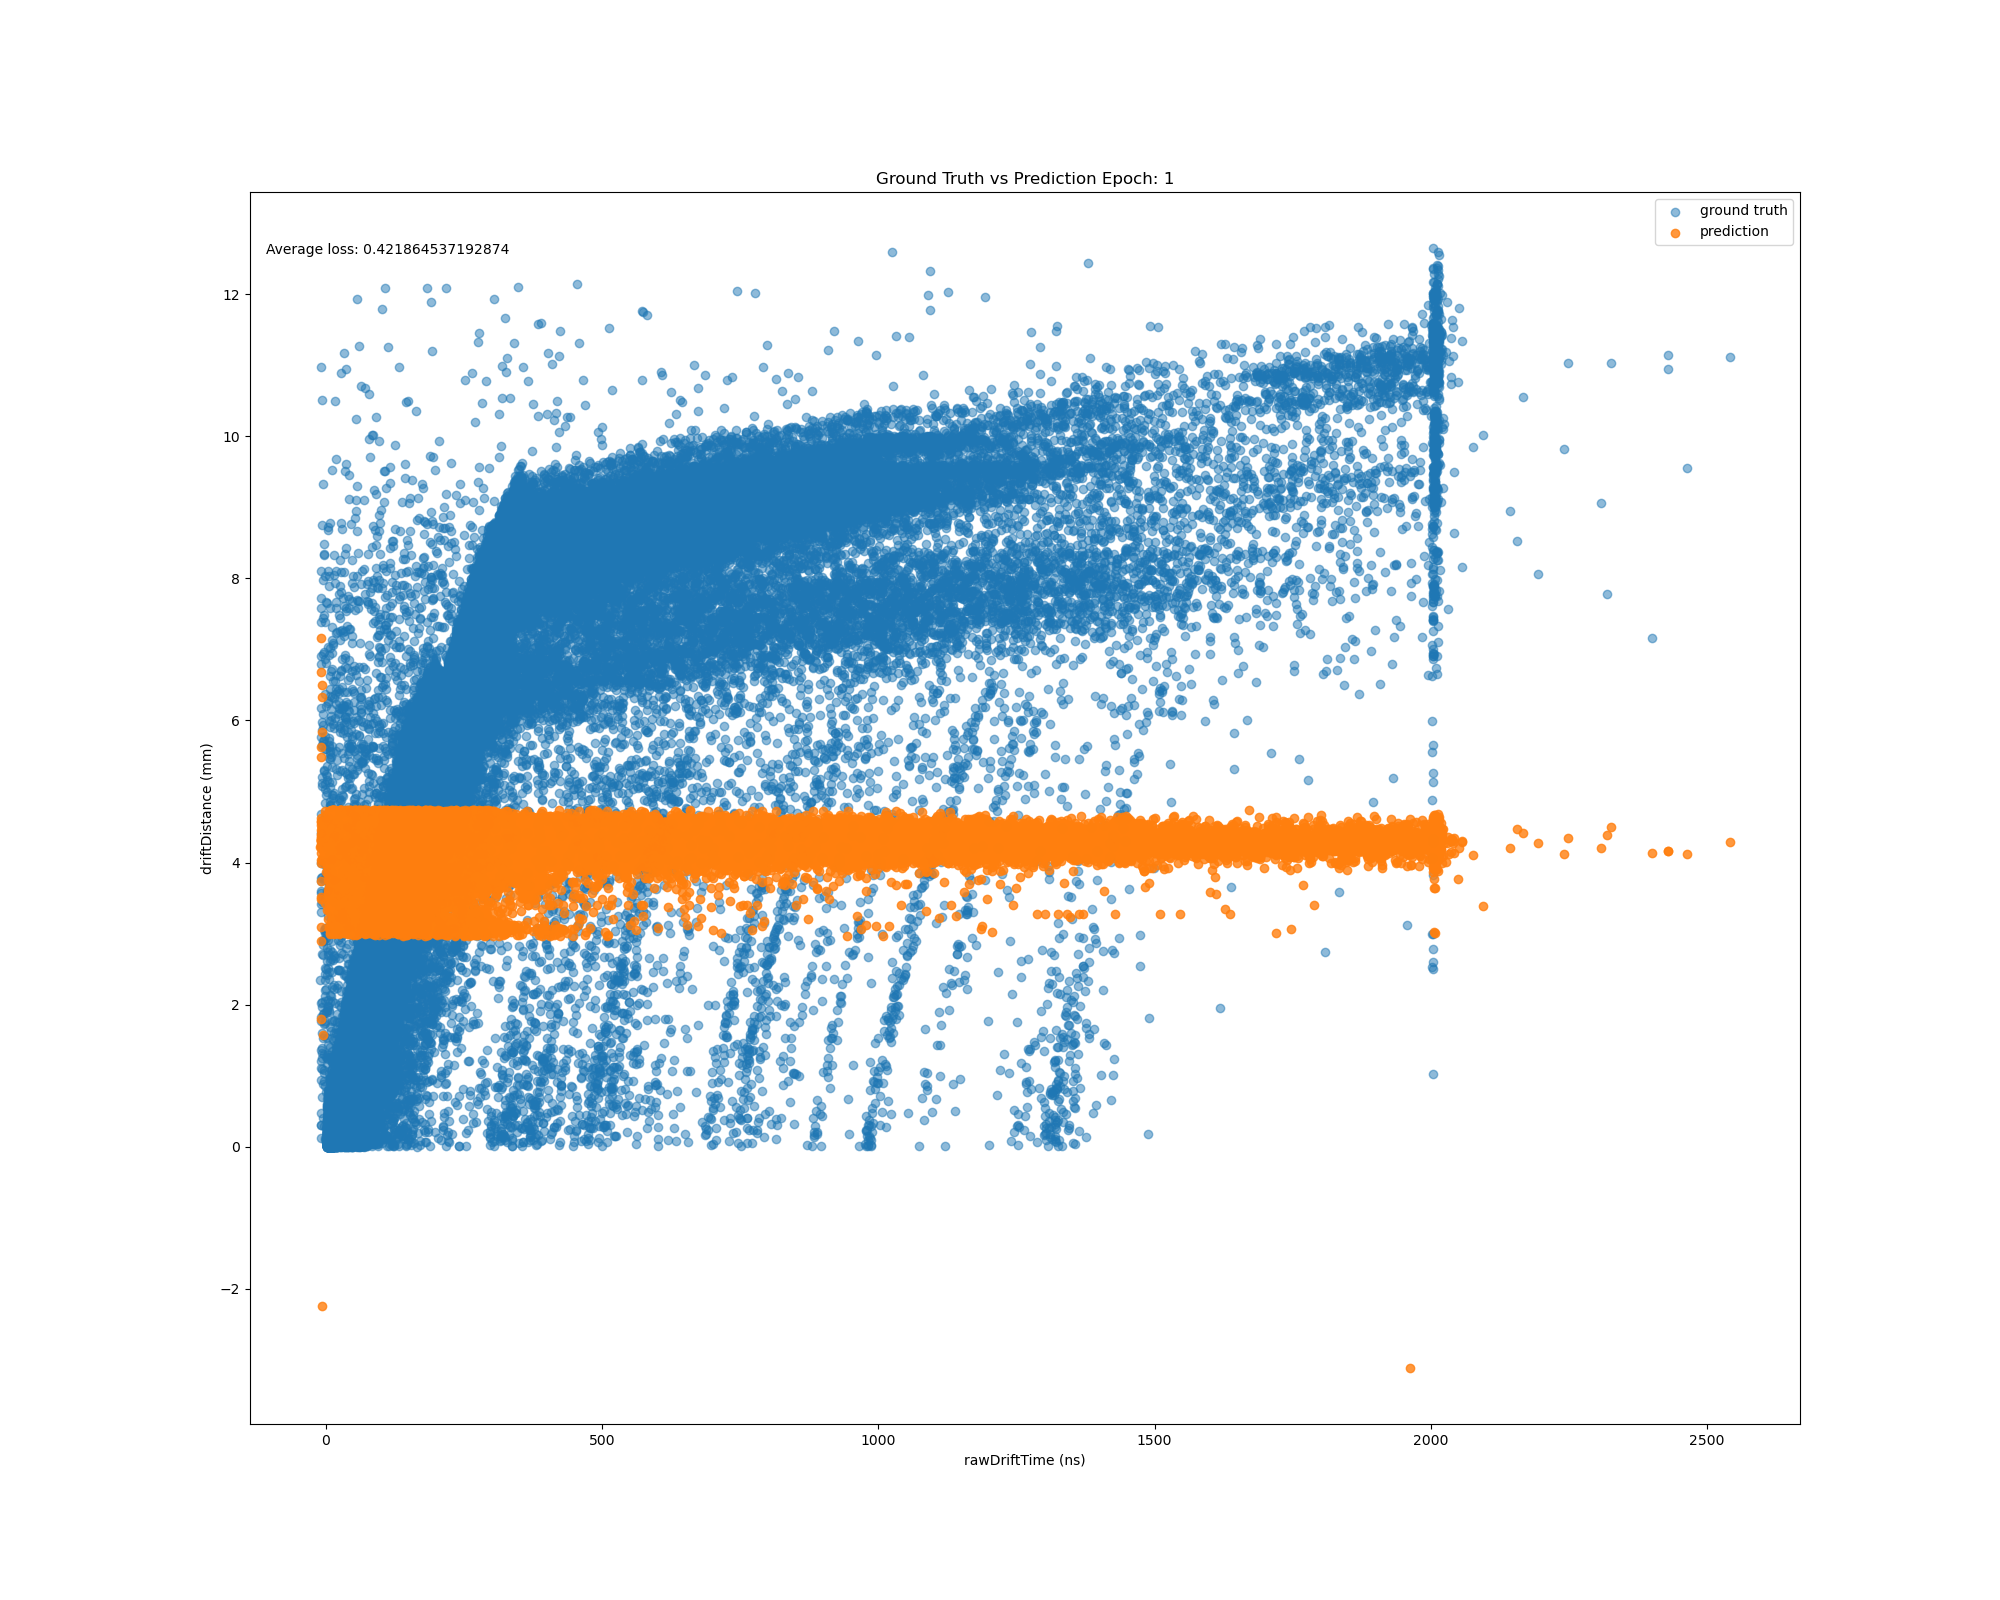 Ground Truth vs Prediction Epoch: 1
Average loss: 0.421864537192874
ground truth
prediction
driftDistance (mm)
12
10
8
6
4
2
0
−2
0
500
1000
1500
2000
2500
rawDriftTime (ns)